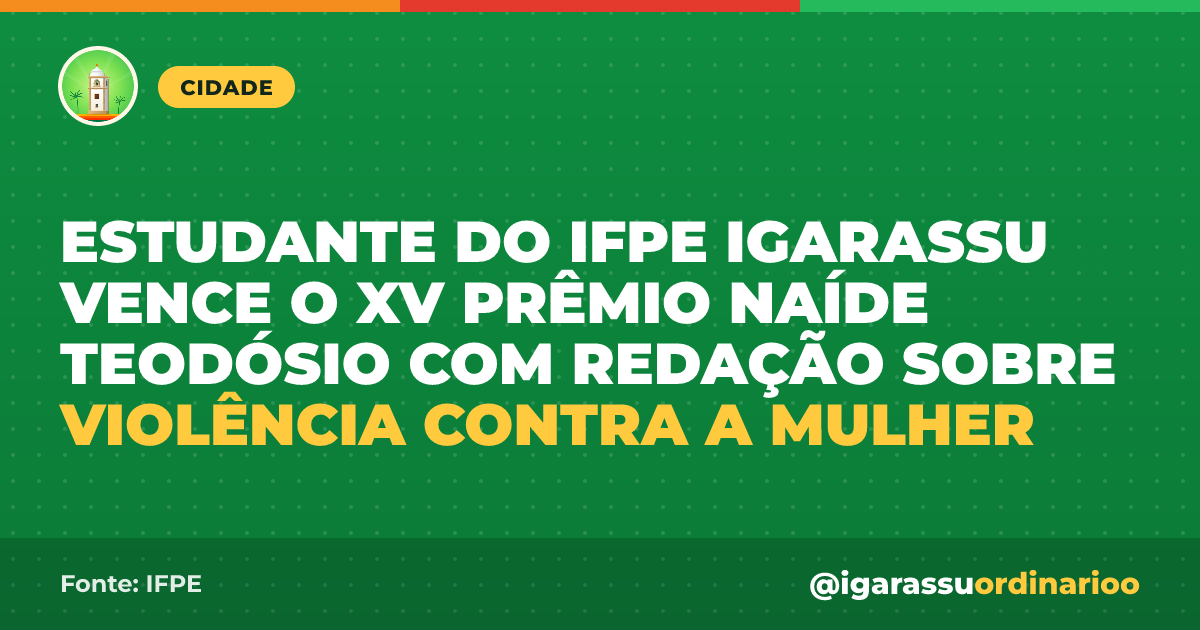 CIDADE
ESTUDANTE DO IFPE IGARASSU
VENCE O XV PRÊMIO NAÍDE
TEODÓSIO COM REDAÇÃO SOBRE
VIOLÊNCIA CONTRA A MULHER
Fonte: IFPE
@igarassuordinarioo